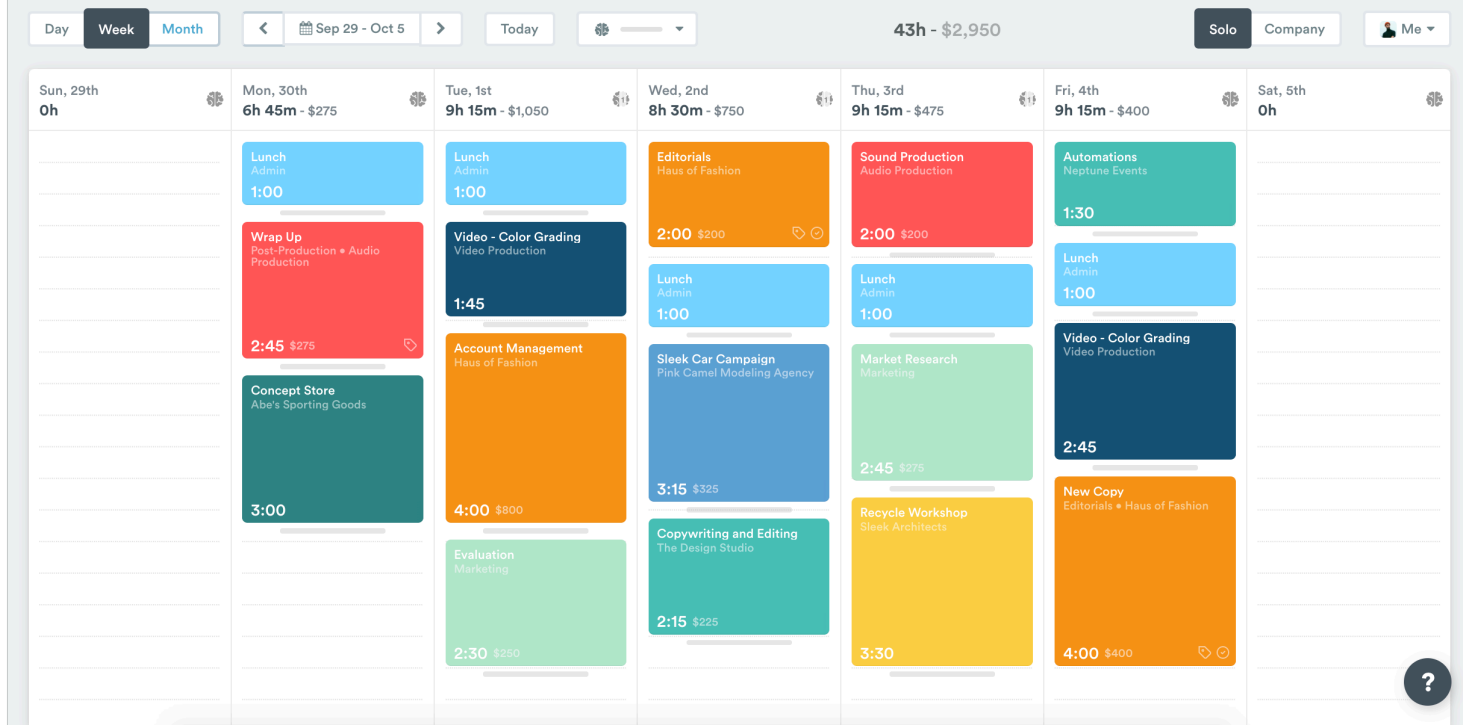 Day Week Month Sep 29 - Oct 5 Today 43h - $2,950 Solo Company Me
Sun, 29th
0h
Mon, 30th
6h 45m - $275
Tue, 1st
1
9h 15m - $1,050
Wed, 2nd
1
8h 30m - $750
Thu, 3rd
1
9h 15m - $475
Fri, 4th
9h 15m - $400
Sat, 5th
0h
Lunch
Admin
1:00
Wrap Up
Post-Production • Audio
Production
2:45 $275
Concept Store
Abe's Sporting Goods
3:00
Lunch
Admin
1:00
Video - Color Grading
Video Production
1:45
Account Management
Haus of Fashion
4:00 $800
Evaluation
Marketing
2:30 $250
Editorials
Haus of Fashion
2:00 $200
Lunch
Admin
1:00
Sleek Car Campaign
Pink Camel Modeling Agency
3:15 $325
Copywriting and Editing
The Design Studio
2:15 $225
Sound Production
Audio Production
2:00 $200
Lunch
Admin
1:00
Market Research
Marketing
2:45 $275
Recycle Workshop
Sleek Architects
3:30
Automations
Neptune Events
1:30
Lunch
Admin
1:00
Video - Color Grading
Video Production
2:45
New Copy
Editorials • Haus of Fashion
4:00 $400
?